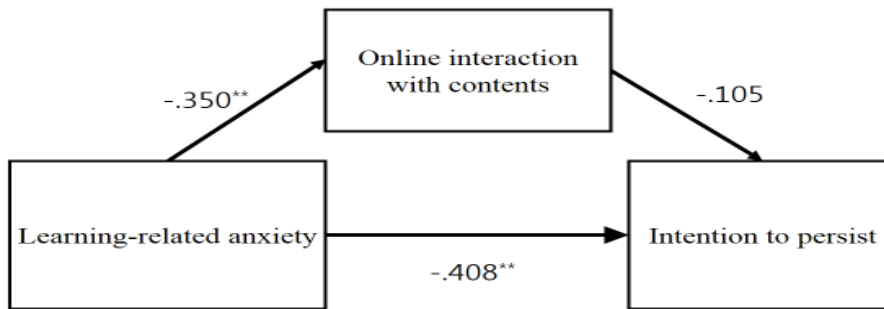 Online interaction
with contents
-.350**
-.105
Learning-related anxiety
Intention to persist
-.408**